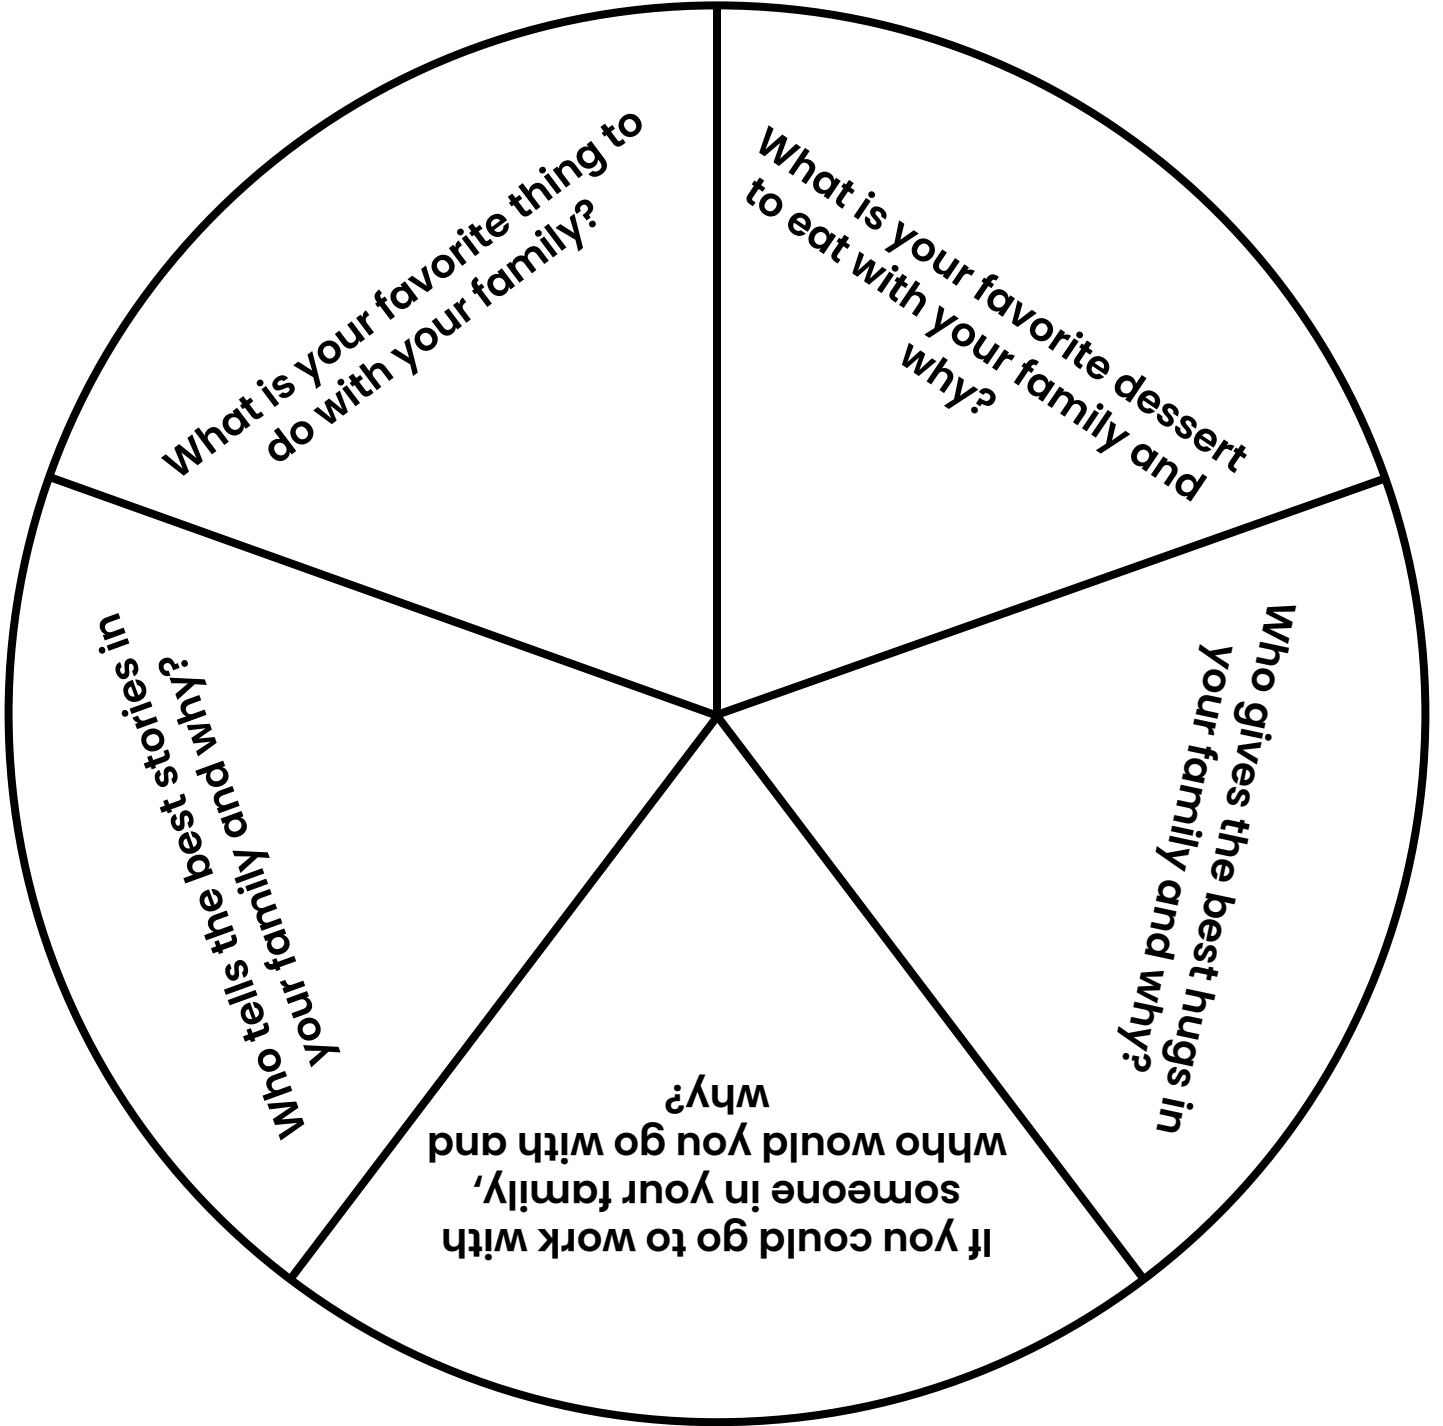 What is your favorite thing to
do with your family?
What is your favorite dessert
to eat with your family and
why?
Who gives the best hugs in
your family and why?
If you could go to work with
someone in your family,
whho would you go with and
why?
Who tells the best stories in
your family and why?